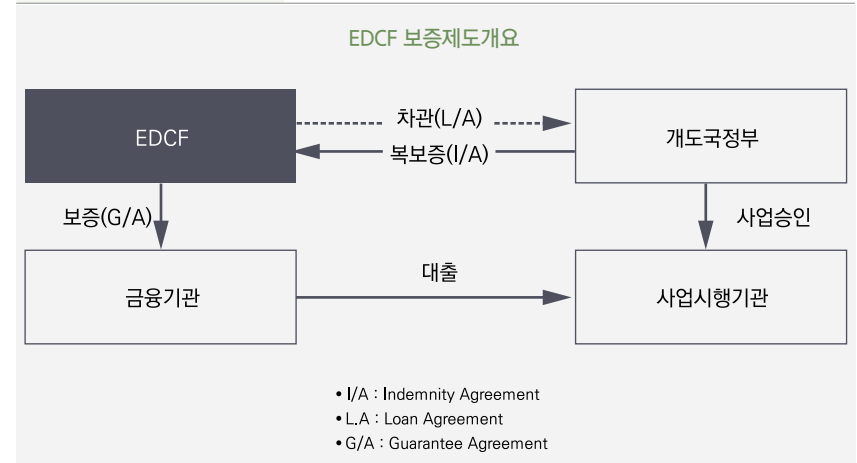 EDCF 보증제도개요
EDCF
차관(L/A)
복보증(I/A)
개도국정부
보증(G/A)
사업승인
금융기관
대출
사업시행기관
• I/A : Indemnity Agreement
• L.A : Loan Agreement
• G/A : Guarantee Agreement